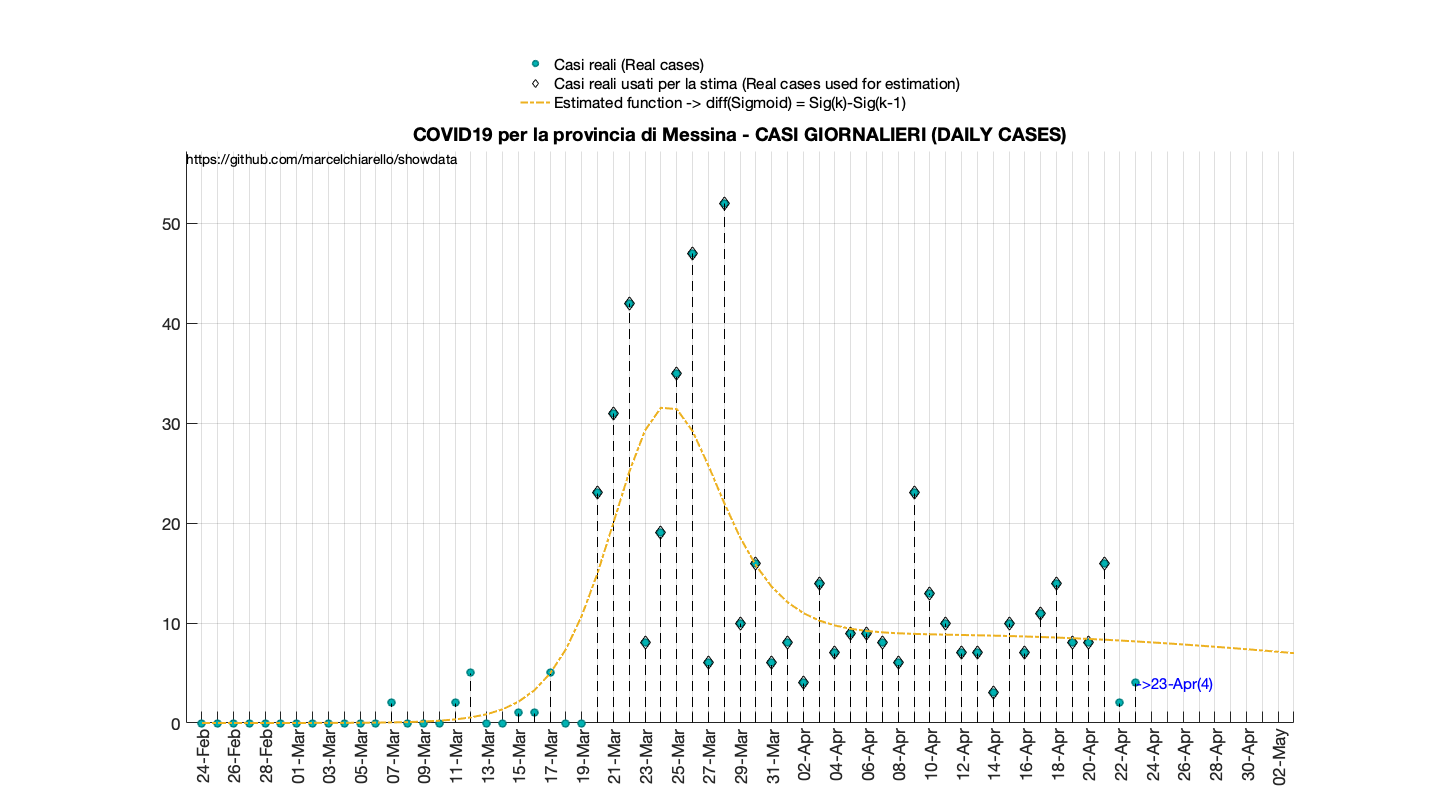 Casi reali (Real cases)
Casi reali usati per la stima (Real cases used for estimation)
Estimated function -> diff(Sigmoid) = Sig(k)-Sig(k-1)
COVID19 per la provincia di Messina - CASI GIORNALIERI (DAILY CASES)
https://github.com/marcelchiarello/showdata
50
40
30
20
10
0
->23-Apr(4)
24-Feb
26-Feb
28-Feb
01-Mar
03-Mar
05-Mar
07-Mar
09-Mar
11-Mar
13-Mar
15-Mar
17-Mar
19-Mar
21-Mar
23-Mar
25-Mar
27-Mar
29-Mar
31-Mar
02-Apr
04-Apr
06-Apr
08-Apr
10-Apr
12-Apr
14-Apr
16-Apr
18-Apr
20-Apr
22-Apr
24-Apr
26-Apr
28-Apr
30-Apr
02-May